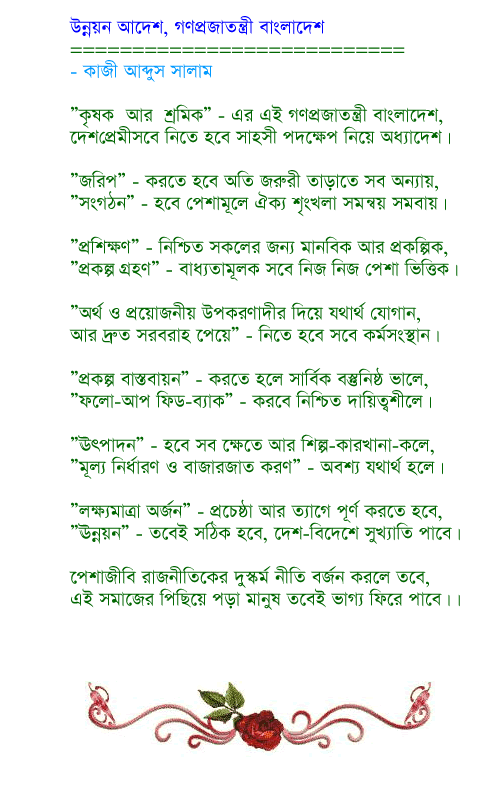 উন্নয়ন আদেশ, গণপ্রজাতন্ত্রী বাংলাদেশ
===========================
- কাজী আব্দুস সালাম
”কৃষক আর শ্রমিক” - এর এই গণপ্রজাতন্ত্রী বাংলাদেশ,
দেশপ্রেমীসবে নিতে হবে সাহসী পদক্ষেপ নিয়ে অধ্যাদেশ।
”জরিপ” - করতে হবে অতি জরুরী তাড়াতে সব অন্যায়,
”সংগঠন” - হবে পেশামূলে ঐক্য শৃংখলা সমন্বয় সমবায়।
”প্রশিক্ষণ” - নিশ্চিত সকলের জন্য মানবিক আর প্রকল্পিক,
”প্রকল্প গ্রহণ” - বাধ্যতামূলক সবে নিজ নিজ পেশা ভিত্তিক।
”অর্থ ও প্রয়োজনীয় উপকরণাদীর দিয়ে যথার্থ যোগান,
আর দ্রুত সরবরাহ পেয়ে” - নিতে হবে সবে কর্মসংস্থান।
”প্রকল্প বাস্তবায়ন” - করতে হলে সার্বিক বস্তুনিষ্ঠ ভালে,
”ফলো-আপ ফিড-ব্যাক” - করবে নিশ্চিত দায়িত্বশীলে।
”উৎপাদন” - হবে সব ক্ষেতে আর শিল্প-কারখানা-কলে,
”মূল্য নির্ধারণ ও বাজারজাত করণ” - অবশ্য যথার্থ হলে।
”লক্ষ্যমাত্রা অর্জন” - প্রচেষ্ঠা আর ত্যাগে পূর্ণ করতে হবে,
”ঊন্নয়ন” - তবেই সঠিক হবে, দেশ-বিদেশে সুখ্যাতি পাবে।
পেশাজীবি রাজনীতিকের দুস্কর্ম নীতি বর্জন করলে তবে,
এই সমাজের পিছিয়ে পড়া মানুষ তবেই ভাগ্য ফিরে পাবে।।